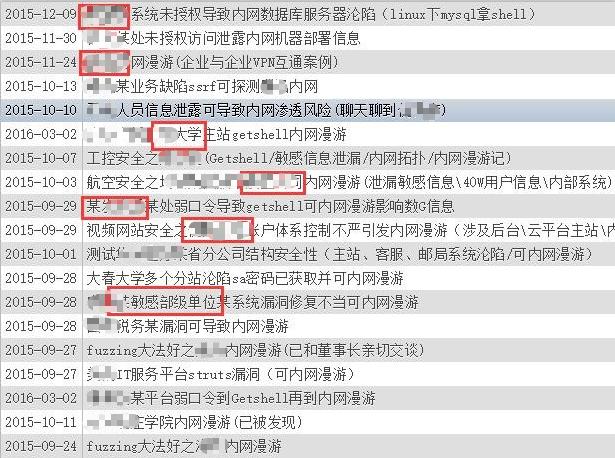 2015-12-09 系统未授权导致内网数据库服务器沦陷（linux下mysql拿shell）
2015-11-30 某处未授权访问泄露内网机器部署信息
2015-11-24 网漫游(企业与企业VPN互通案例)
2015-10-13 某业务缺陷ssrf可探测内网
2015-10-10 人员信息泄露可导致内网渗透风险(聊天聊到
2016-03-02 大学主站getshell内网漫游
2015-10-07 工控安全之(Getshell/敏感信息泄漏/内网拓扑/内网漫游记)
2015-10-03 航空安全之内网漫游(泄漏敏感信息\40W用户信息\内部系统)
2015-09-29 某某处弱口令导致getshell可内网漫游影响数G信息
2015-09-29 视频网站安全之账户体系控制不严引发内网漫游（涉及后台\云平台主站\内
2015-10-01 测试省分公司结构安全性（主站、客服、邮局系统沦陷/可内网漫游）
2015-09-28 大春大学多个分站沦陷sa密码已获取并可内网漫游
2015-09-28 敏感部级单位某系统漏洞修复不当可内网漫游
2015-09-28 税务某漏洞可导致内网漫游
2015-09-27 fuzzing大法好之内网漫游(已和董事长亲切交谈)
2015-09-27 IT服务平台struts漏洞（可内网漫游）
2016-03-02 某平台弱口令到Getshell再到内网漫游
2015-10-11 学院内网漫游(已被发现)
2015-09-24 fuzzing大法好之内网漫游